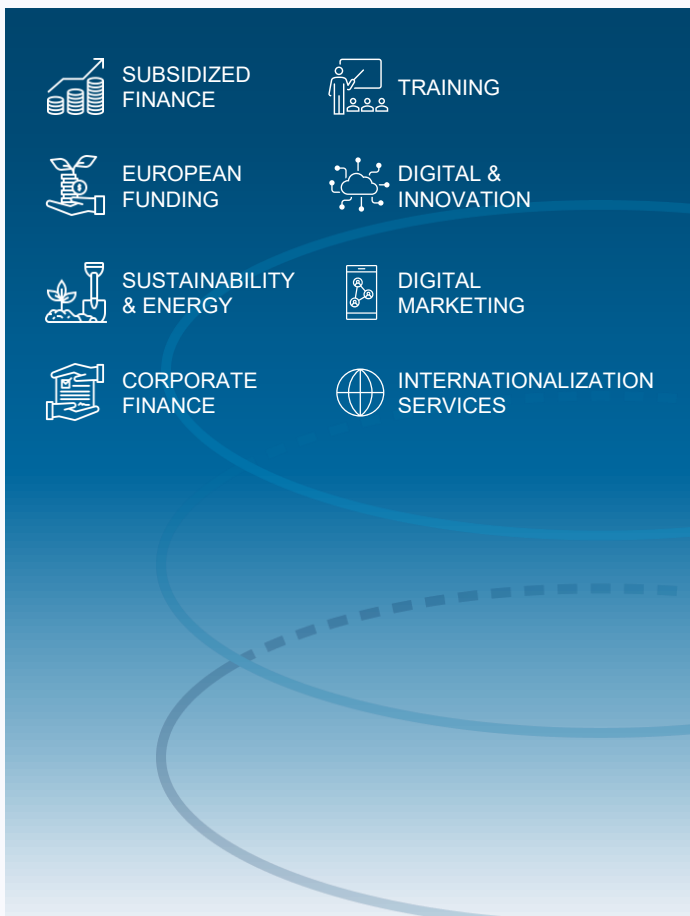 SUBSIDIZED
FINANCE
TRAINING
EUROPEAN
FUNDING
DIGITAL &
INNOVATION
SUSTAINABILITY
& ENERGY
DIGITAL
MARKETING
CORPORATE
FINANCE
INTERNATIONALIZATION
SERVICES